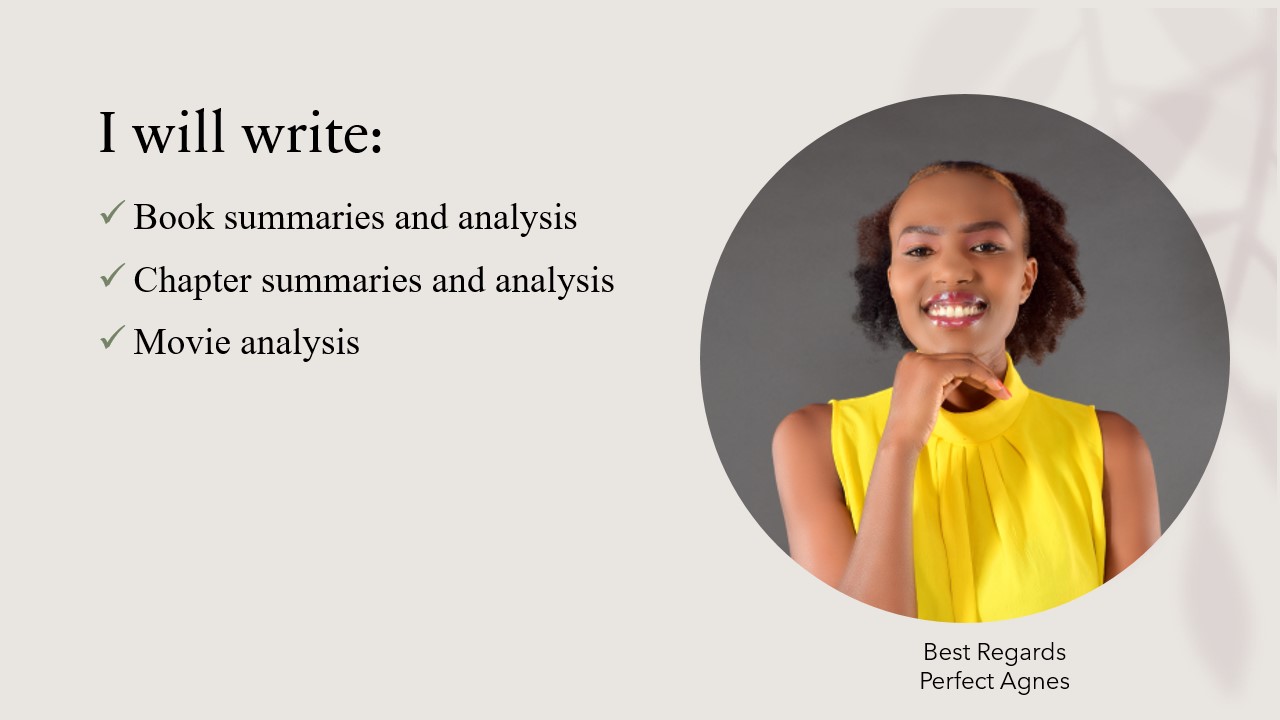 I will write:
Book summaries and analysis
Chapter summaries and analysis
Movie analysis
Best Regards
Perfect Agnes